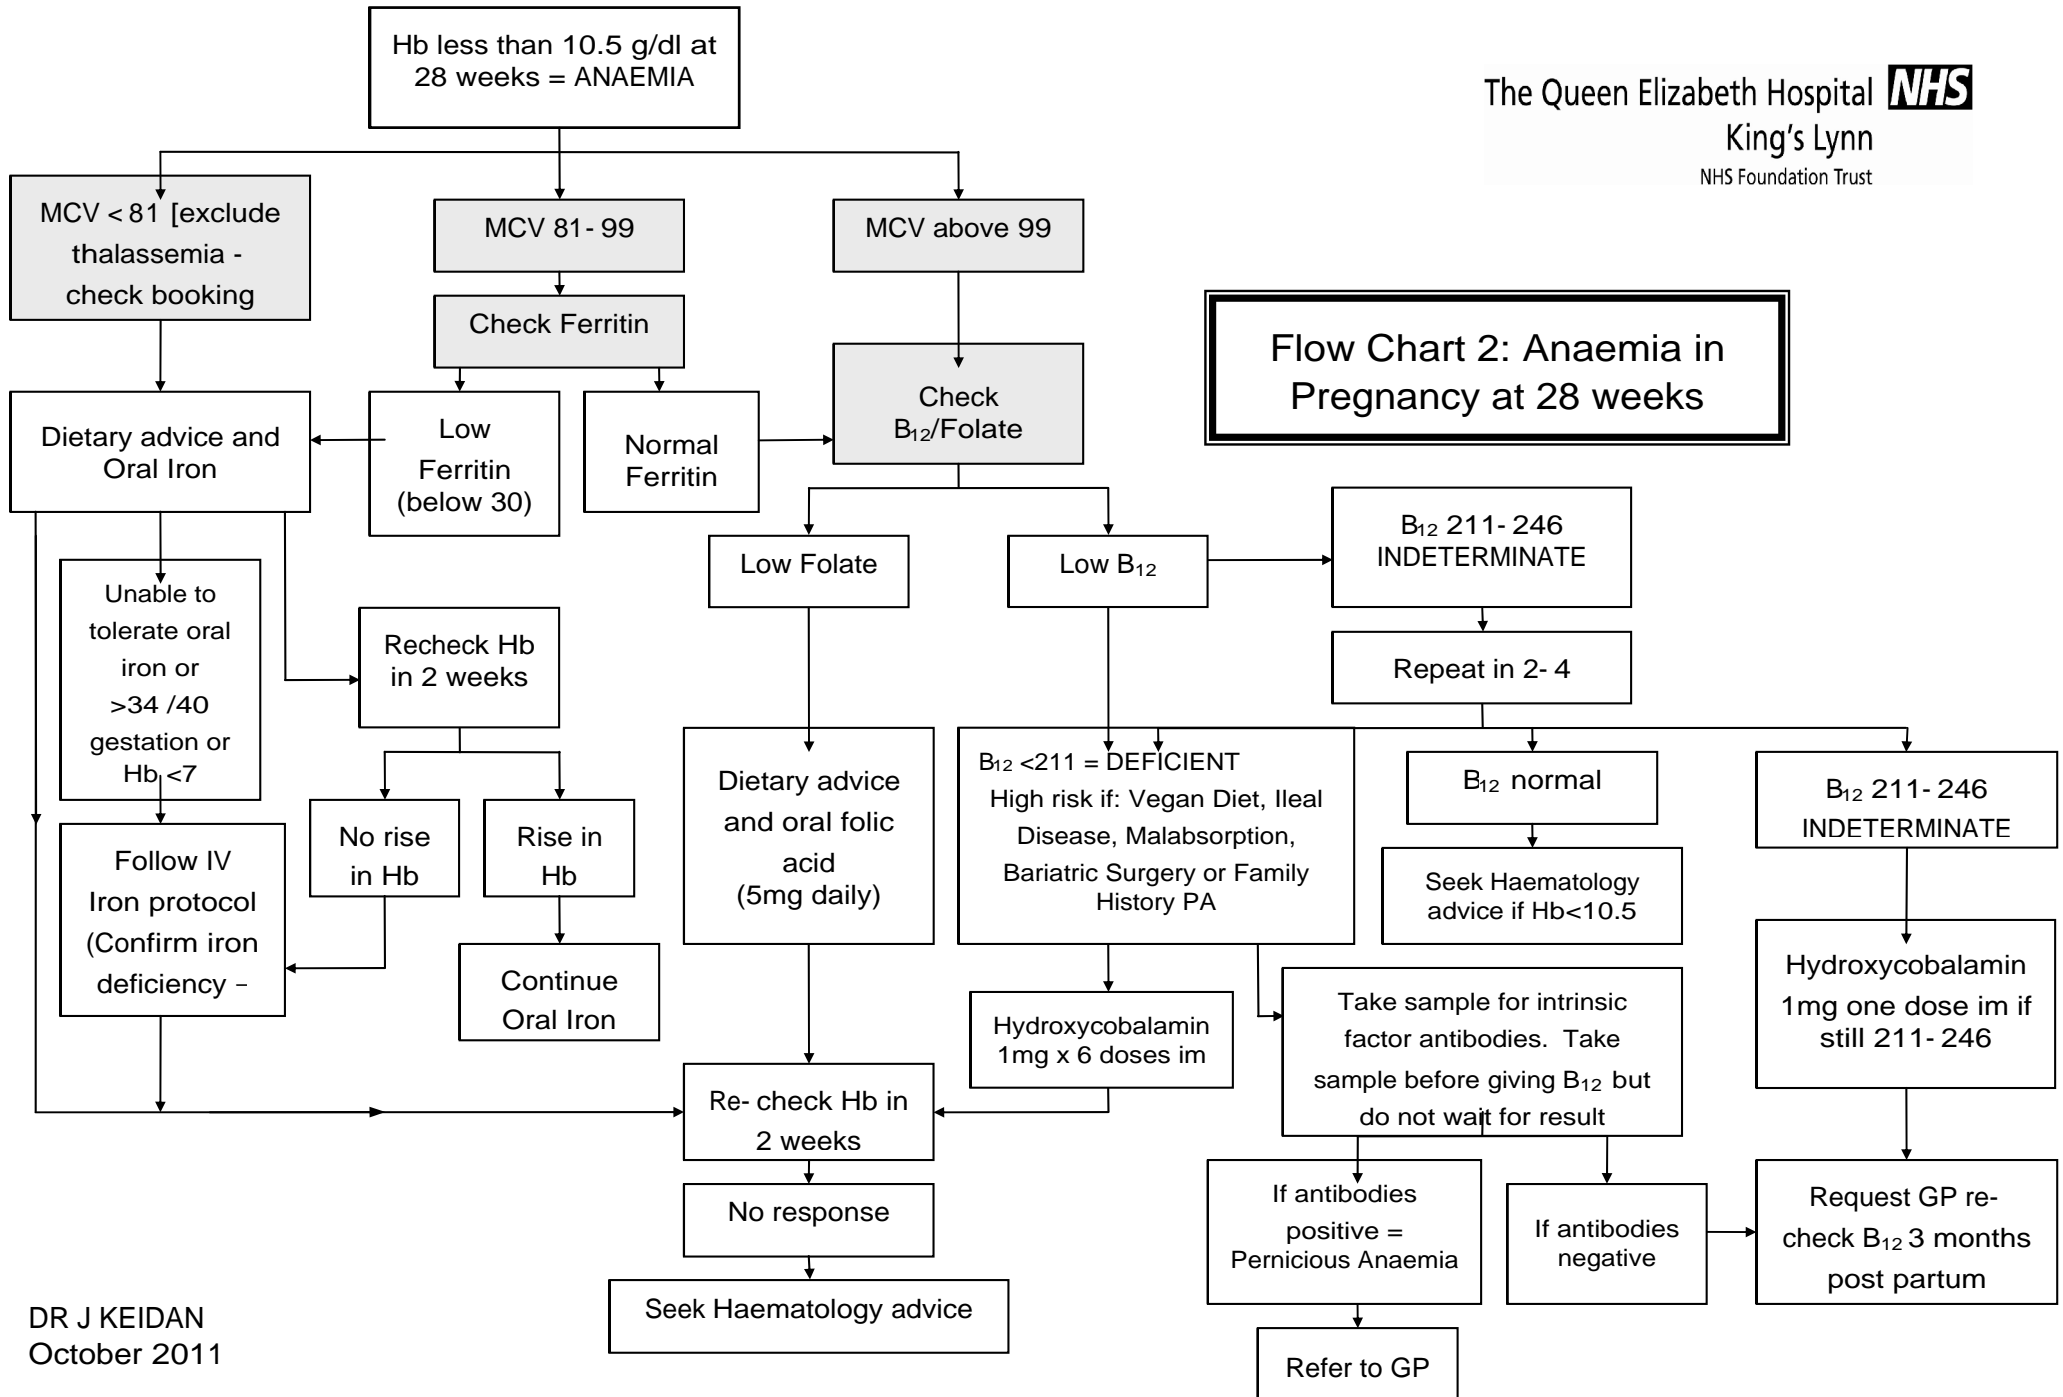 Hb less than 10.5 g/dl at
28 weeks = ANAEMIA
The Queen Elizabeth Hospital NHS
King's Lynn
NHS Foundation Trust
MCV < 81 [exclude
thalassemia -
check booking
MCV 81- 99
MCV above 99
Check Ferritin
Flow Chart 2: Anaemia in
Pregnancy at 28 weeks
Check
B12/Folate
Dietary advice and
Oral Iron
Low
Ferritin
(below 30)
Normal
Ferritin
Low Folate
Low B12
B12 211- 246
INDETERMINATE
Unable to
tolerate oral
iron or
>34 /40
gestation or
Hb <7
Recheck Hb
in 2 weeks
Repeat in 2- 4
Dietary advice
and oral folic
acid
(5mg daily)
B12 <211 = DEFICIENT
High risk if: Vegan Diet, Ileal
Disease, Malabsorption,
Bariatric Surgery or Family
History PA
B12 normal
B12 211- 246
INDETERMINATE
No rise
in Hb
Rise in
Hb
Follow IV
Iron protocol
(Confirm iron
deficiency –
Seek Haematology
advice if Hb<10.5
Continue
Oral Iron
Hydroxycobalamin
1mg x 6 doses im
Take sample for intrinsic
factor antibodies. Take
sample before giving B12 but
do not wait for result
Hydroxycobalamin
1mg one dose im if
still 211- 246
Re- check Hb in
2 weeks
No response
If antibodies
positive =
Pernicious Anaemia
If antibodies
negative
Request GP re-
check B12 3 months
post partum
Seek Haematology advice
Refer to GP
DR J KEIDAN
October 2011